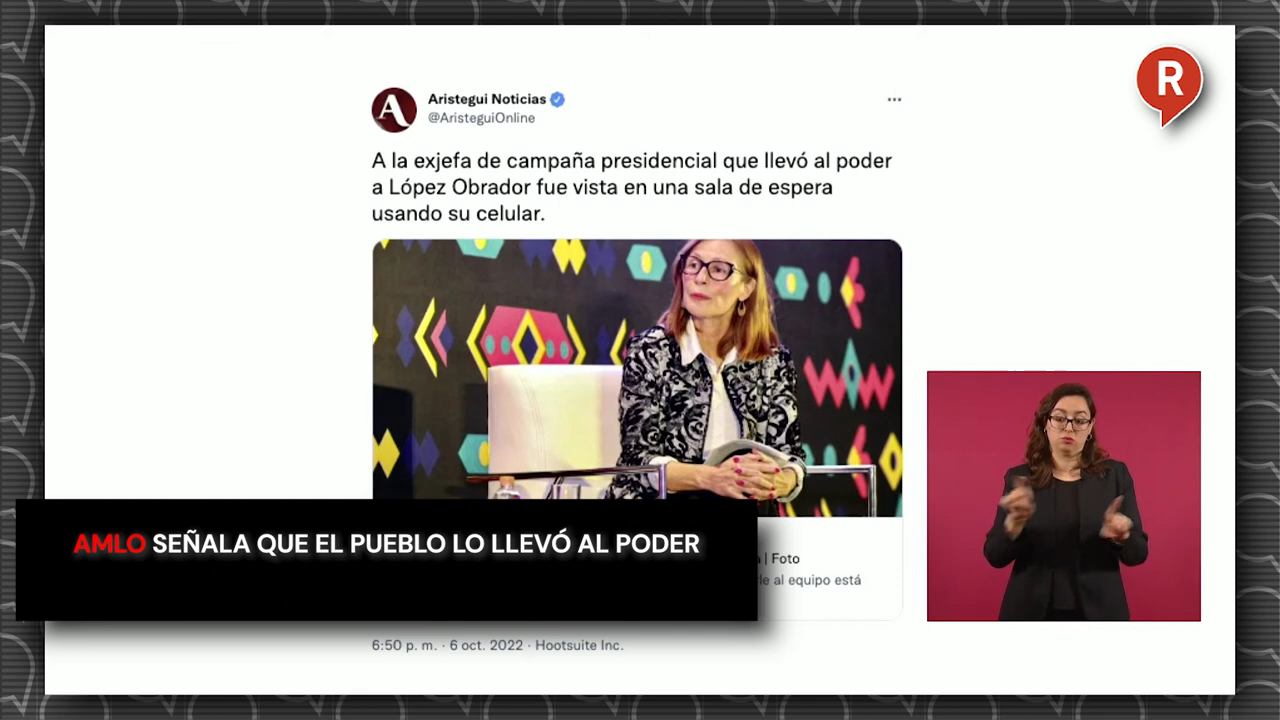 R
A
Aristegui Noticias
@AristeguiOnline
A la exjefa de campaña presidencial que llevó al poder
a López Obrador fue vista en una sala de espera
usando su celular.
AMLO SEÑALA QUE EL PUEBLO LO LLEVÓ AL PODER
| Foto
al equipo está
6:50 p. m. · 6 oct. 2022 · Hootsuite Inc.